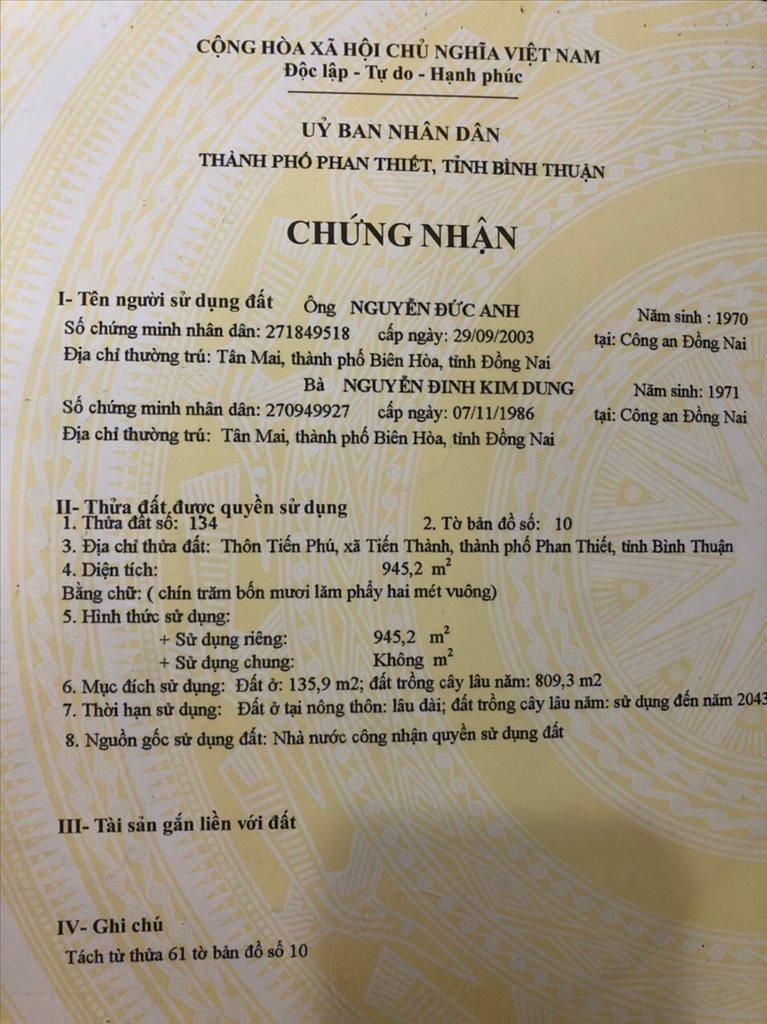 CỘNG HÒA XÃ HỘI CHỦ NGHĨA VIỆT NAM
Độc lập - Tự do - Hạnh phúc
UỶ BAN NHÂN DÂN
THÀNH PHỐ PHAN THIẾT, TỈNH BÌNH THUẬN
CHỨNG NHẬN
I- Tên người sử dụng đất Ông NGUYỄN ĐỨC ANH Năm sinh : 1970
Số chứng minh nhân dân: 271849518 cấp ngày: 29/09/2003 tại: Công an Đồng Nai
Địa chỉ thường trú: Tân Mai, thành phố Biên Hòa, tỉnh Đồng Nai
Bà NGUYỄN ĐINH KIM DUNG Năm sinh: 1971
Số chứng minh nhân dân: 270949927 cấp ngày: 07/11/1986 tại: Công an Đồng Nai
Địa chỉ thường trú: Tân Mai, thành phố Biên Hòa, tỉnh Đồng Nai
II- Thửa đất được quyền sử dụng
1. Thửa đất số: 134 2. Tờ bản đồ số: 10
3. Địa chỉ thửa đất: Thôn Tiến Phú, xã Tiến Thành, thành phố Phan Thiết, tỉnh Bình Thuận
4. Diện tích: 945,2 m²
Bằng chữ: ( chín trăm bốn mươi lăm phẩy hai mét vuông)
5. Hình thức sử dụng:
+ Sử dụng riêng: 945,2 m²
+ Sử dụng chung: Không m²
6. Mục đích sử dụng: Đất ở: 135,9 m2; đất trồng cây lâu năm: 809,3 m2
7. Thời hạn sử dụng: Đất ở tại nông thôn: lâu dài; đất trồng cây lâu năm: sử dụng đến năm 2043
8. Nguồn gốc sử dụng đất: Nhà nước công nhận quyền sử dụng đất
III- Tài sản gắn liền với đất
IV- Ghi chú
Tách từ thửa 61 tờ bản đồ số 10